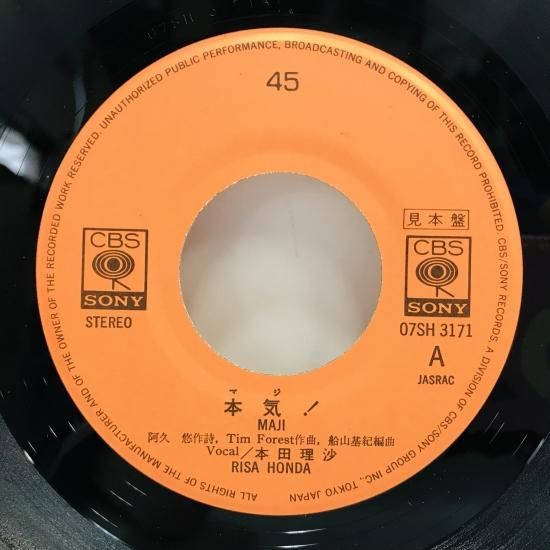 UNAUTHORIZED PUBLIC PERFORMANCE, BROADCASTING AND COPYING OF THIS RECORD PROHIBITED. CBS/SONY RECORDS, A DIVISION OF CBS/SONY GROUP INC., TOKYO JAPAN
ALL RIGHTS OF THE MANUFACTURER AND OF THE OWNER OF THE RECORDED WORK RESERVED.
45
見本盤
CBS
SONY
STEREO
CBS
SONY
07SH 3171
A
JASRAC
マジ
本気!
MAJI
阿久 悠作詩, Tim Forest作曲, 船山基紀編曲
Vocal/本田理沙
RISA HONDA